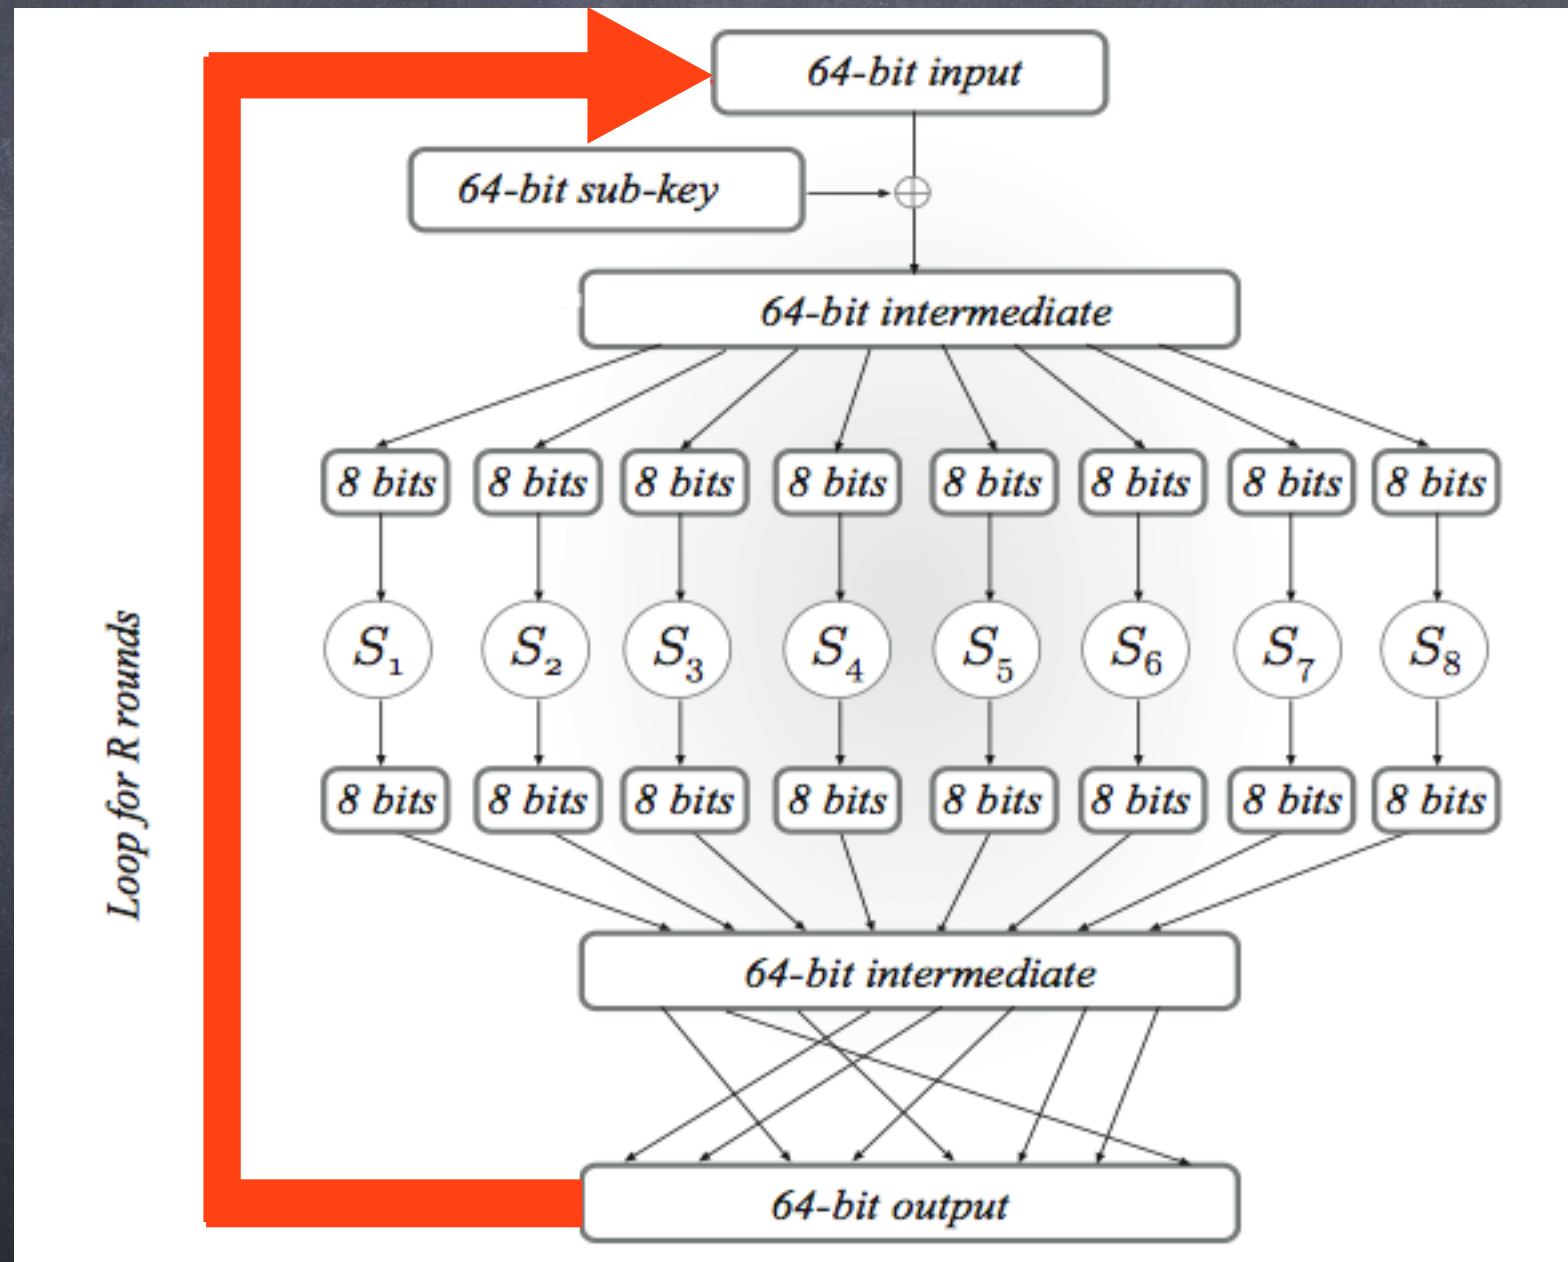 64-bit input
64-bit sub-key
64-bit intermediate
8 bits 8 bits 8 bits 8 bits 8 bits 8 bits 8 bits 8 bits
S₁ S₂ S₃ S₄ S₅ S₆ S₇ S₈
8 bits 8 bits 8 bits 8 bits 8 bits 8 bits 8 bits 8 bits
Loop for R rounds
64-bit intermediate
64-bit output